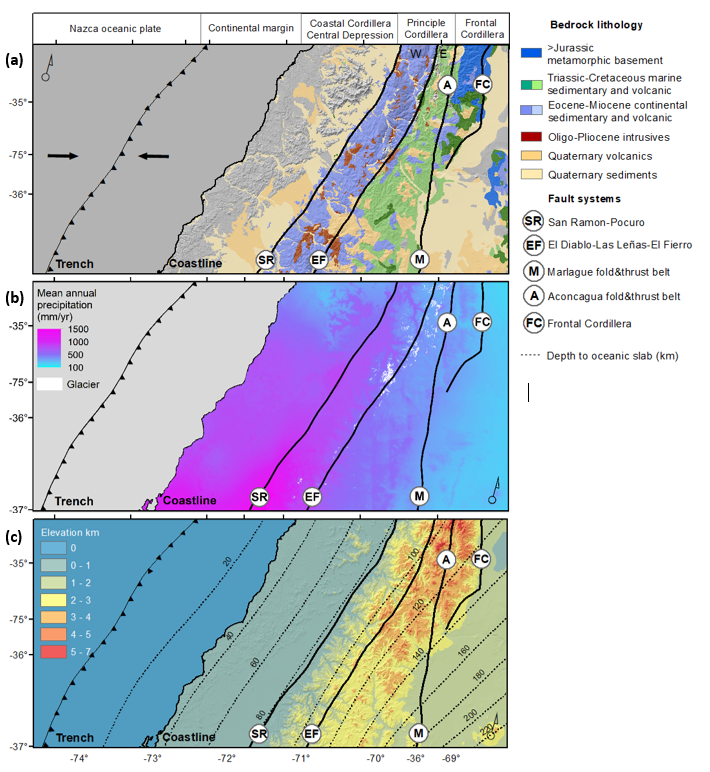 Nazca oceanic plate
Continental margin
Coastal Cordillera
Central Depression
Principle
Cordillera
Frontal
Cordillera
(a)
W
E
A
FC
-35°
-75°
-36°
SR
EF
M
Trench
Coastline
Bedrock lithology
>Jurassic
metamorphic basement
Triassic-Cretaceous marine
sedimentary and volcanic
Eocene-Miocene continental
sedimentary and volcanic
Oligo-Pliocene intrusives
Quaternary volcanics
Quaternary sediments
Fault systems
SR San Ramon-Pocuro
EF El Diablo-Las Leñas-El Fierro
M Marlague fold&thrust belt
A Aconcagua fold&thrust belt
FC Frontal Cordillera
Depth to oceanic slab (km)
(b)
Mean annual
precipitation
(mm/yr)
1500
1000
500
100
Glacier
A
FC
-35°
-75°
-36°
-37°
SR
EF
M
Trench
Coastline
(c)
Elevation km
0
0 - 1
1 - 2
2 - 3
3 - 4
4 - 5
5 - 7
20
40
60
80
100
120
140
160
180
200
220
A
FC
-35°
-75°
-36°
-37°
SR
EF
M
Trench
Coastline
-74°
-73°
-72°
-71°
-70°
-36°
-69°